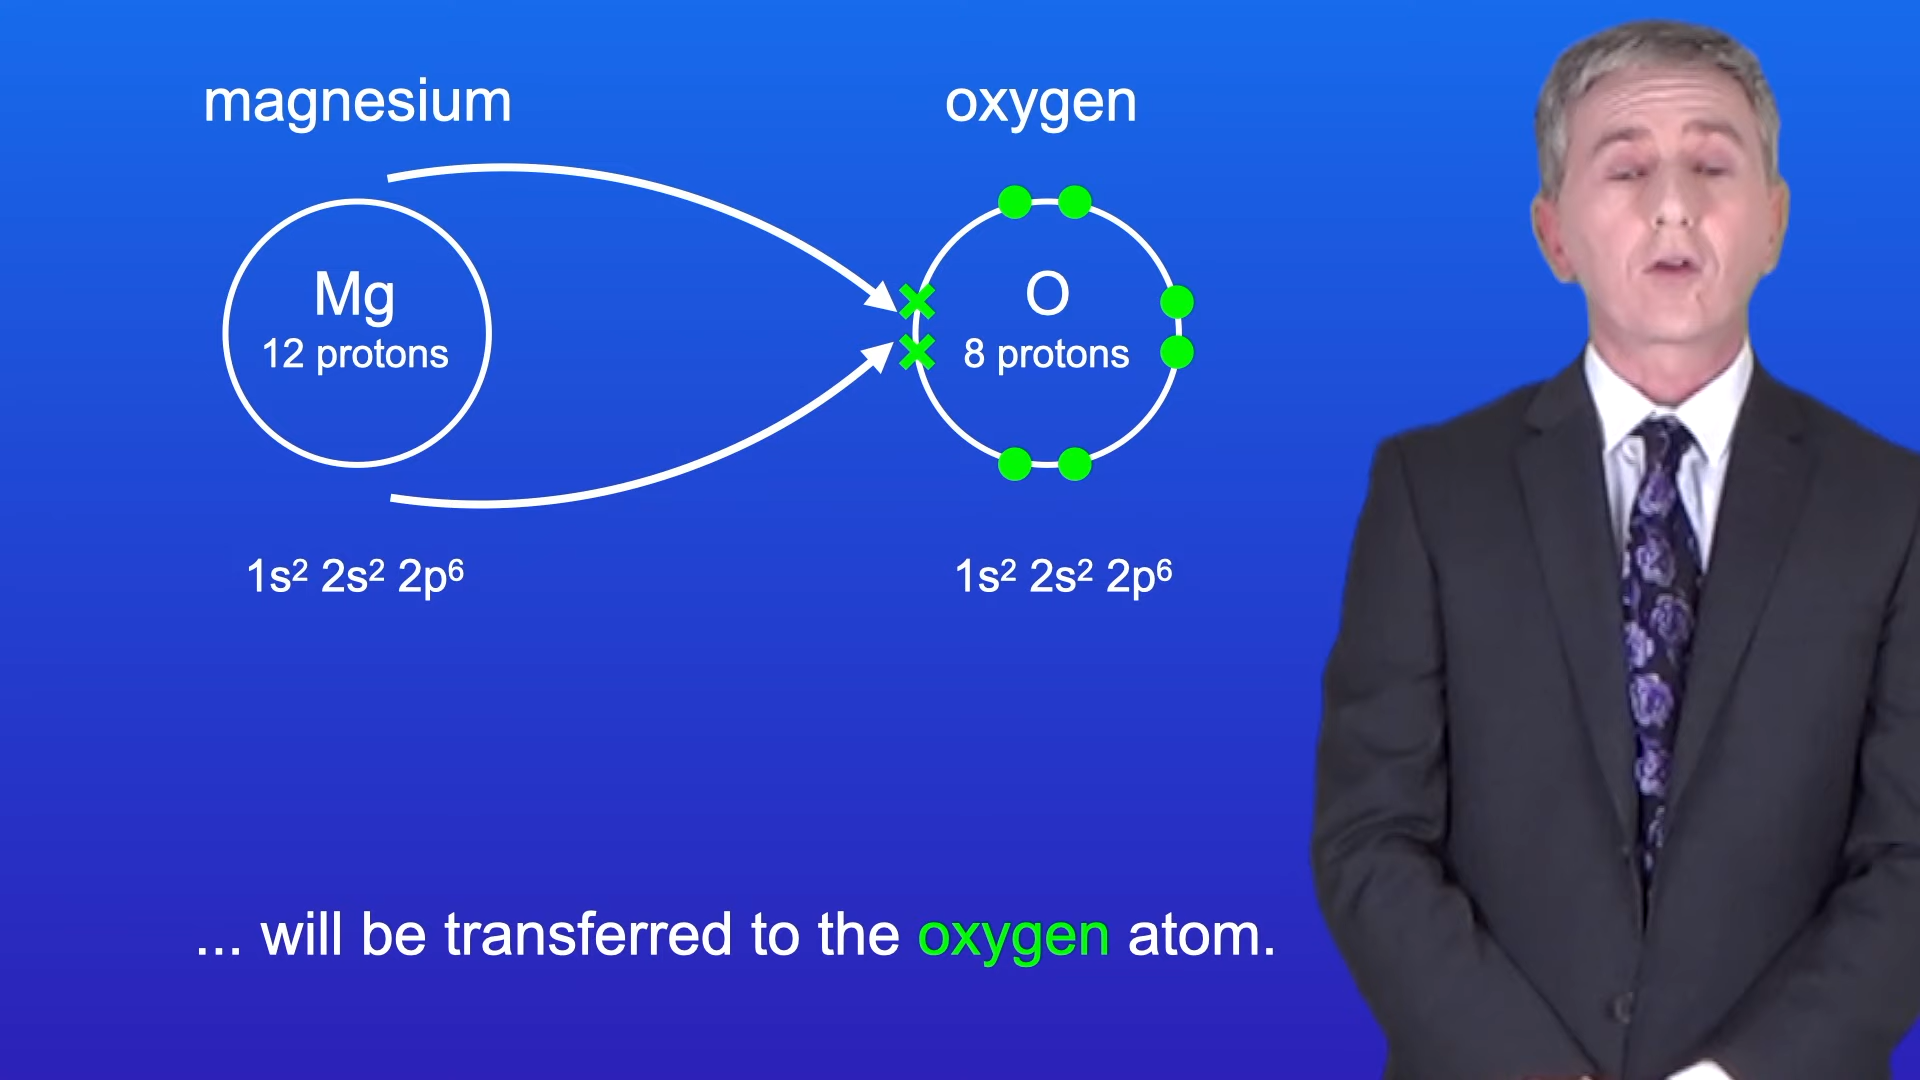 magnesium oxygen
Mg O
12 protons 8 protons
1s² 2s² 2p⁶ 1s² 2s² 2p⁶
... will be transferred to the oxygen atom.